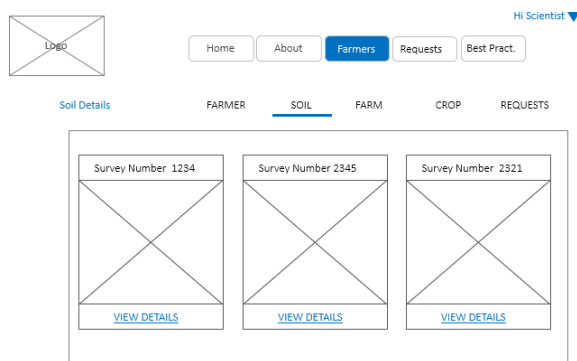 Hi Scientist
Logo
Home About Farmers Requests Best Pract.
Soil Details FARMER SOIL FARM CROP REQUESTS
Survey Number 1234 Survey Number 2345 Survey Number 2321
VIEW DETAILS VIEW DETAILS VIEW DETAILS